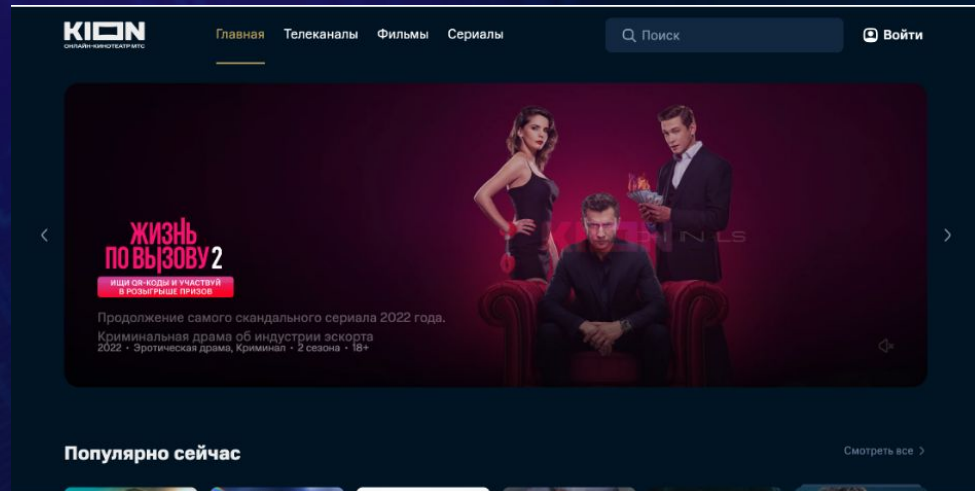 KION
ОНЛАЙН-КИНОТЕАТР МТС
Главная Телеканалы Фильмы Сериалы
Поиск
Войти
ЖИЗНЬ
ПО ВЫЗОВУ 2
ИЩИ QR-КОДЫ И УЧАСТВУЙ
В РОЗЫГРЫШЕ ПРИЗОВ
Продолжение самого скандального сериала 2022 года.
Криминальная драма об индустрии эскорта
2022 · Эротическая драма, Криминал · 2 сезона · 18+
Популярно сейчас
Смотреть все